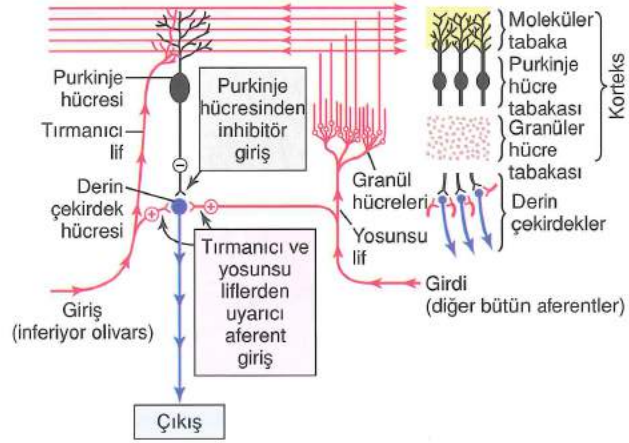 Purkinje
hücresi
Tırmanıcı
lif
Derin
çekirdek
hücresi
Giriş
(inferiyor olivars)
Purkinje
hücresinden
inhibitör
giriş
Tırmanıcı ve
yosunsu
liflerden
uyarıcı
aferent
giriş
Çıkış
Granül
hücreleri
Yosunsu
lif
Girdi
(diğer bütün aferentler)
Moleküler
tabaka
Purkinje
hücre
tabakası
Granüler
hücre
tabakası
Derin
çekirdekler
Korteks